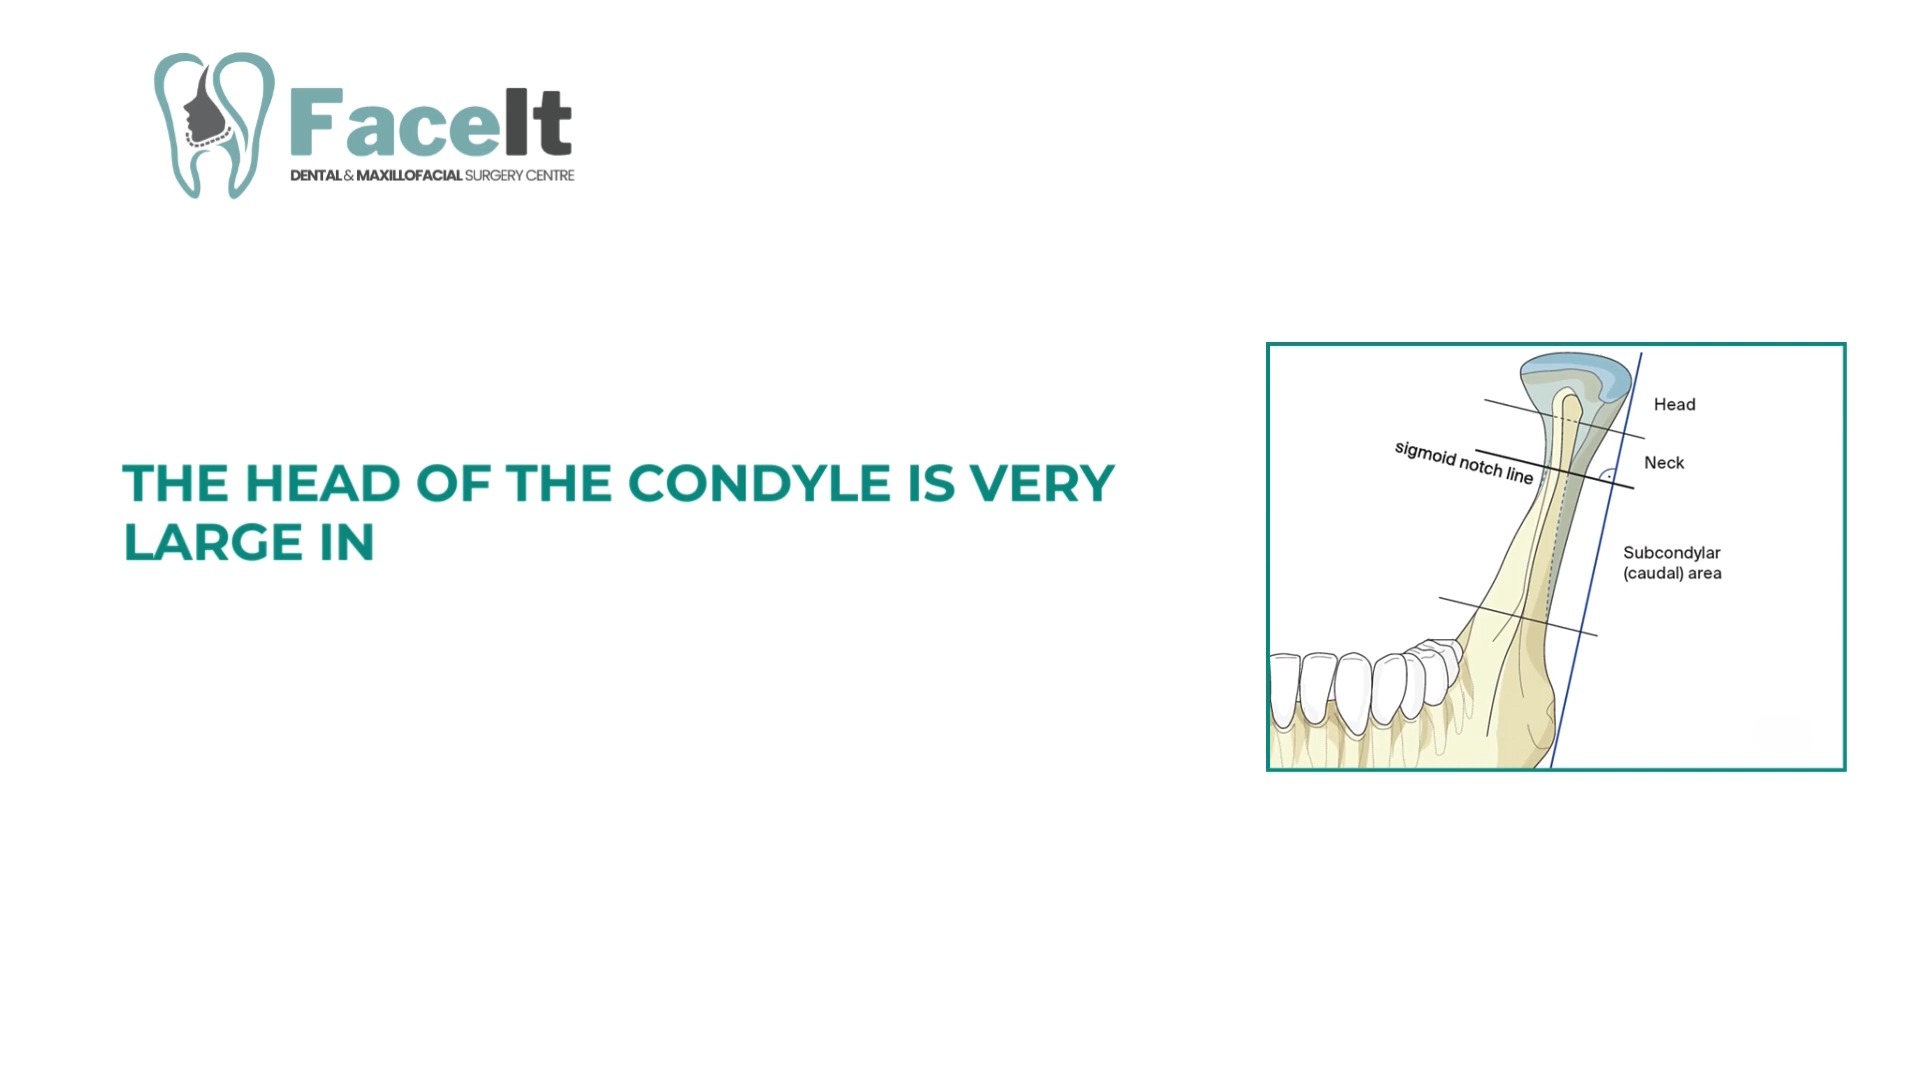 FaceIt
DENTAL & MAXILLOFACIAL SURGERY CENTRE
THE HEAD OF THE CONDYLE IS VERY
LARGE IN
Head
sigmoid notch line
Neck
Subcondylar
(caudal) area